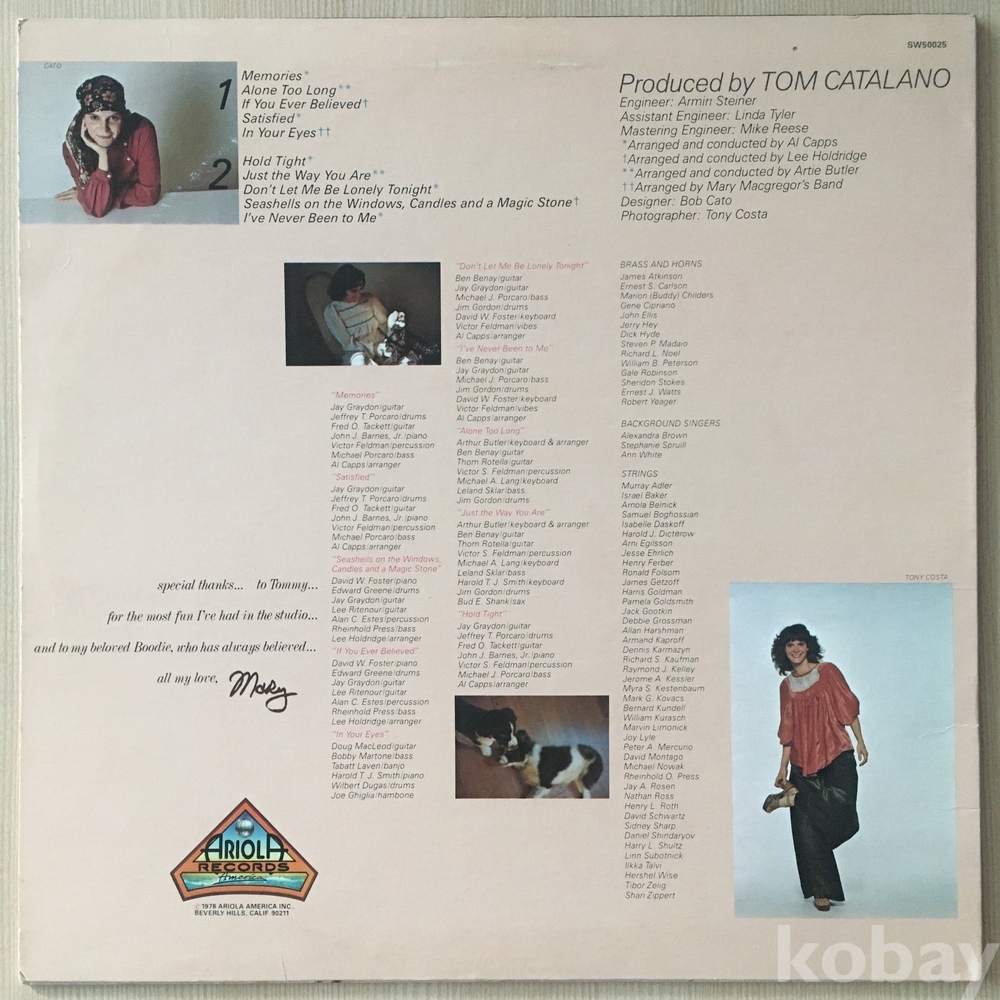 SW50025
CATO
1
Memories*
Alone Too Long**
If You Ever Believed†
Satisfied*
In Your Eyes††
2
Hold Tight*
Just the Way You Are**
Don't Let Me Be Lonely Tonight*
Seashells on the Windows, Candles and a Magic Stone†
I've Never Been to Me*
Produced by TOM CATALANO
Engineer: Armin Steiner
Assistant Engineer: Linda Tyler
Mastering Engineer: Mike Reese
*Arranged and conducted by Al Capps
†Arranged and conducted by Lee Holdridge
**Arranged and conducted by Artie Butler
††Arranged by Mary Macgregor's Band
Designer: Bob Cato
Photographer: Tony Costa
special thanks... to Tommy...
for the most fun I've had in the studio...
and to my beloved Boodie, who has always believed...
all my love, Mary
"Memories"
Jay Graydon/guitar
Jeffrey T. Porcaro/drums
Fred O. Tackett/guitar
John J. Barnes, Jr./piano
Victor Feldman/percussion
Michael Porcaro/bass
Al Capps/arranger
"Satisfied"
Jay Graydon/guitar
Jeffrey T. Porcaro/drums
Fred O. Tackett/guitar
John J. Barnes, Jr./piano
Victor Feldman/percussion
Michael Porcaro/bass
Al Capps/arranger
"Seashells on the Windows,
Candles and a Magic Stone"
David W. Foster/piano
Edward Greene/drums
Jay Graydon/guitar
Lee Ritenour/guitar
Alan C. Estes/percussion
Rheinhold Press/bass
Lee Holdridge/arranger
"If You Ever Believed"
David W. Foster/piano
Edward Greene/drums
Jay Graydon/guitar
Lee Ritenour/guitar
Alan C. Estes/percussion
Rheinhold Press/bass
Lee Holdridge/arranger
"In Your Eyes"
Doug MacLeod/guitar
Bobby Martone/bass
Tabatt Laven/banjo
Harold T. J. Smith/piano
Wilbert Dugas/drums
Joe Ghiglia/hambone
"Don't Let Me Be Lonely Tonight"
Ben Benay/guitar
Jay Graydon/guitar
Michael J. Porcaro/bass
Jim Gordon/drums
David W. Foster/keyboard
Victor Feldman/vibes
Al Capps/arranger
"I've Never Been to Me"
Ben Benay/guitar
Jay Graydon/guitar
Michael J. Porcaro/bass
Jim Gordon/drums
David W. Foster/keyboard
Victor Feldman/vibes
Al Capps/arranger
"Alone Too Long"
Arthur Butler/keyboard & arranger
Ben Benay/guitar
Thom Rotella/guitar
Victor S. Feldman/percussion
Michael A. Lang/keyboard
Leland Sklar/bass
Jim Gordon/drums
"Just the Way You Are"
Arthur Butler/keyboard & arranger
Ben Benay/guitar
Thom Rotella/guitar
Victor S. Feldman/percussion
Michael A. Lang/keyboard
Leland Sklar/bass
Harold T. J. Smith/keyboard
Jim Gordon/drums
Bud E. Shank/sax
"Hold Tight"
Jay Graydon/guitar
Jeffrey T. Porcaro/drums
Fred O. Tackett/guitar
John J. Barnes, Jr./piano
Victor S. Feldman/percussion
Michael J. Porcaro/bass
Al Capps/arranger
BRASS AND HORNS
James Atkinson
Ernest S. Carlson
Marion (Buddy) Childers
Gene Cipriano
John Ellis
Jerry Hey
Dick Hyde
Steven P. Madaio
Richard L. Noel
William B. Peterson
Gale Robinson
Sheridon Stokes
Ernest J. Watts
Robert Yeager
BACKGROUND SINGERS
Alexandra Brown
Stephanie Spruill
Ann White
STRINGS
Murray Adler
Israel Baker
Arnold Belnick
Samuel Boghossian
Isabelle Daskoff
Harold J. Dicterow
Arni Egilsson
Jesse Ehrlich
Henry Ferber
Ronald Folsom
James Getzoff
Harris Goldman
Pamela Goldsmith
Jack Gootkin
Debbie Grossman
Allan Harshman
Armand Kaproff
Dennis Karmazyn
Richard S. Kaufman
Raymond J. Kelley
Jerome A. Kessler
Myra S. Kestenbaum
Mark G. Kovacs
Bernard Kundell
William Kurasch
Marvin Limonick
Joy Lyle
Peter A. Mercurio
David Montago
Michael Nowak
Rheinhold O. Press
Jay A. Rosen
Nathan Ross
Henry L. Roth
David Schwartz
Sidney Sharp
Daniel Shindaryov
Harry L. Shultz
Linn Subotnick
Ilkka Talvi
Hershel Wise
Tibor Zelig
Shari Zippert
TONY COSTA
ARIOLA
RECORDS
America
© 1978 ARIOLA AMERICA INC.
BEVERLY HILLS, CALIF. 90211
kobay